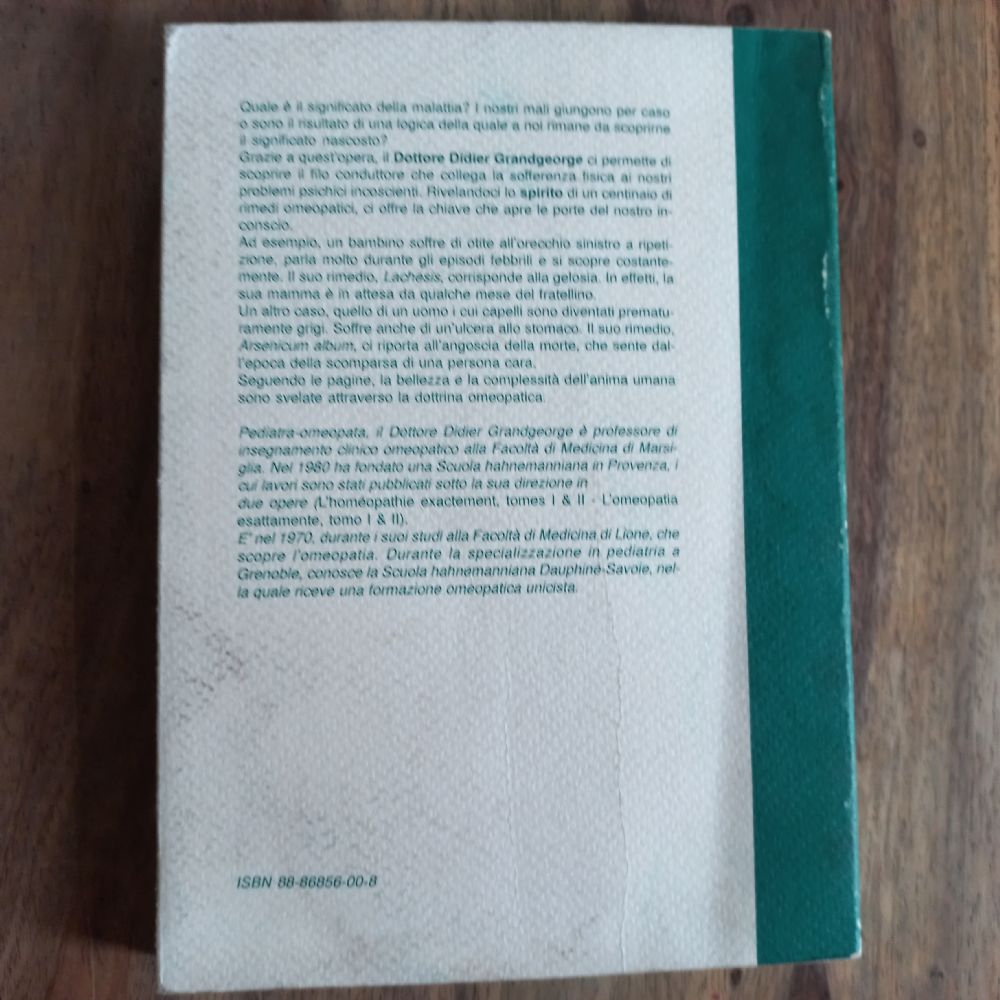 Quale è il significato della malattia? I nostri mali giungono per caso
o sono il risultato di una logica della quale a noi rimane da scoprirne
il significato nascosto?
Grazie a quest'opera, il Dottore Didier Grandgeorge ci permette di
scoprire il filo conduttore che collega la sofferenza fisica ai nostri
problemi psichici incoscienti. Rivelandoci lo spirito di un centinaio di
rimedi omeopatici, ci offre la chiave che apre le porte del nostro in-
conscio.
Ad esempio, un bambino soffre di otite all'orecchio sinistro a ripeti-
zione, parla molto durante gli episodi febbrili e si scopre costante-
mente. Il suo rimedio, Lachesis, corrisponde alla gelosia. In effetti, la
sua mamma è in attesa da qualche mese del fratellino.
Un altro caso, quello di un uomo i cui capelli sono diventati prematu-
ramente grigi. Soffre anche di un'ulcera allo stomaco. Il suo rimedio,
Arsenicum album, ci riporta all'angoscia della morte, che sente dal-
l'epoca della scomparsa di una persona cara.
Seguendo le pagine, la bellezza e la complessità dell'anima umana
sono svelate attraverso la dottrina omeopatica.
Pediatra-omeopata, il Dottore Didier Grandgeorge è professore di
insegnamento clinico omeopatico alla Facoltà di Medicina di Marsi-
glia. Nel 1980 ha fondato una Scuola hahnemanniana in Provenza, i
cui lavori sono stati pubblicati sotto la sua direzione in
due opere (L'homéopathie exactement, tomes I & II - L'omeopatia
esattamente, tomo I & II).
E' nel 1970, durante i suoi studi alla Facoltà di Medicina di Lione, che
scopre l'omeopatia. Durante la specializzazione in pediatria a
Grenoble, conosce la Scuola hahnemanniana Dauphiné-Savoie, nel-
la quale riceve una formazione omeopatica unicista.
ISBN 88-86856-00-8